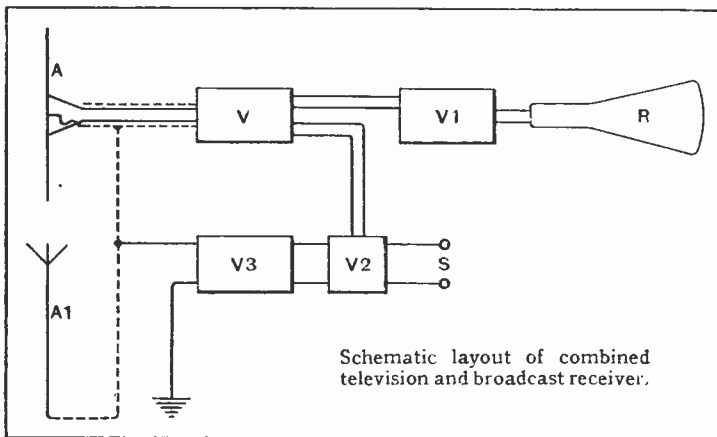 A
V
V1
R
V3
V2
S
A1
Schematic layout of combined
television and broadcast receiver.